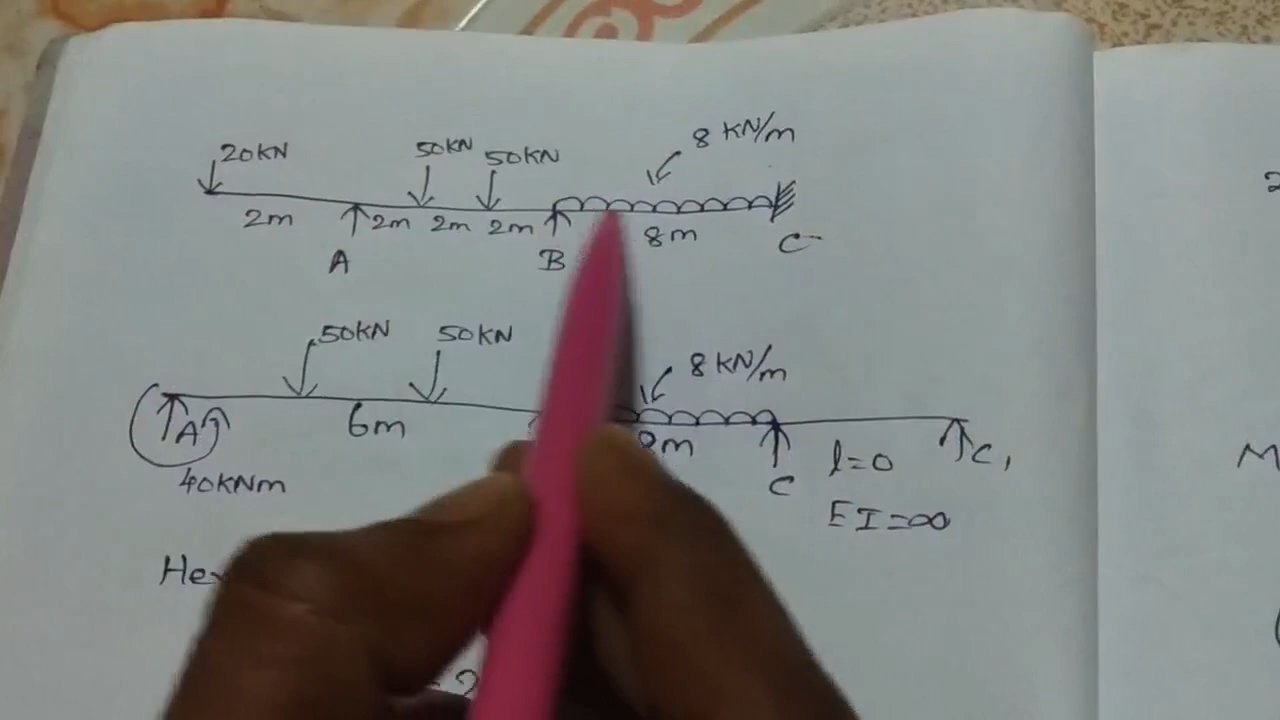 20KN 50KN 50KN 8 KN/m
2m 2m 2m 2m 8m
A B C
50KN 50KN 8 KN/m
A 6m 8m C l=0 C1
40KNm EI=∞